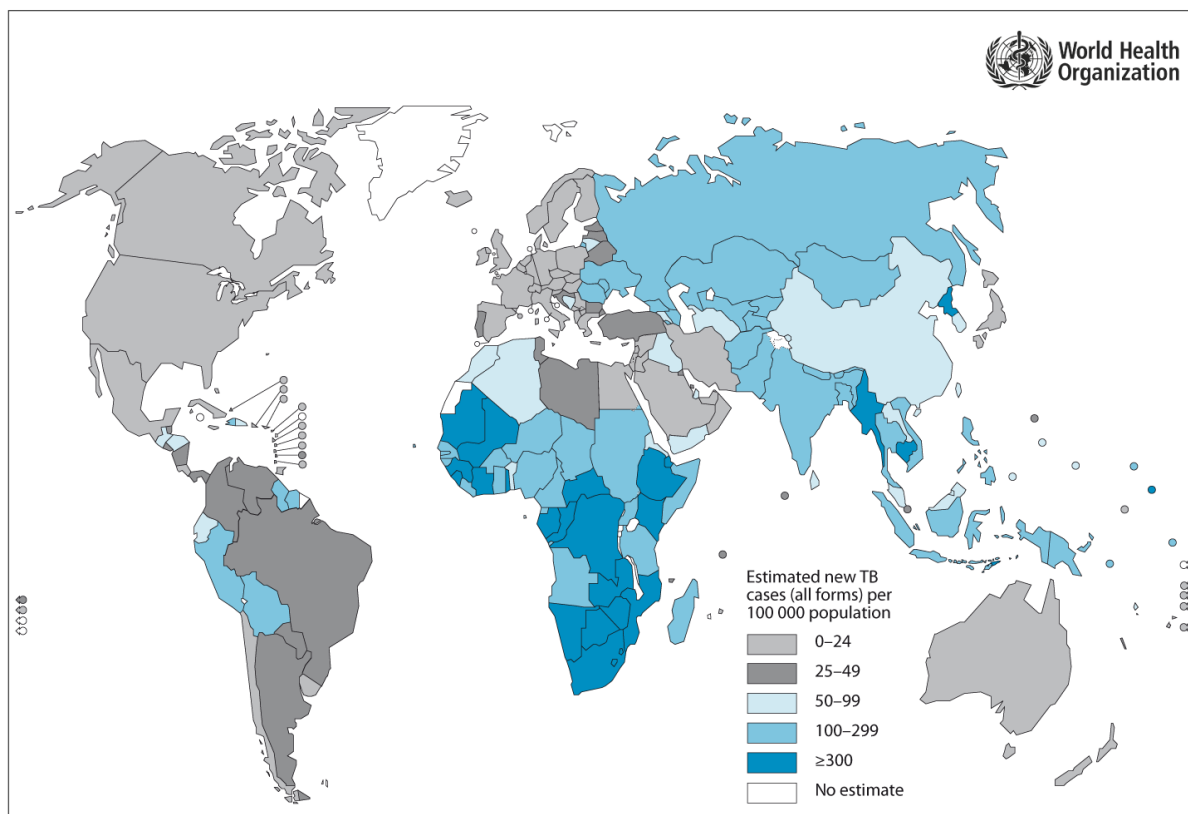 World Health
Organization
Estimated new TB
cases (all forms) per
100 000 population
0–24
25–49
50–99
100–299
≥300
No estimate